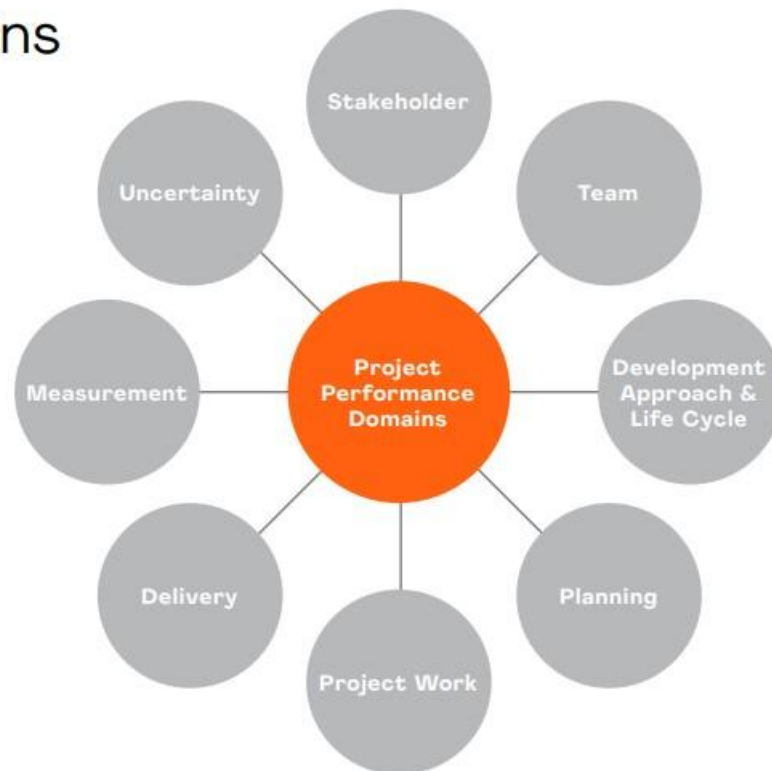 ns
Stakeholder
Uncertainty
Team
Measurement
Project
Performance
Domains
Development
Approach &
Life Cycle
Delivery
Planning
Project Work